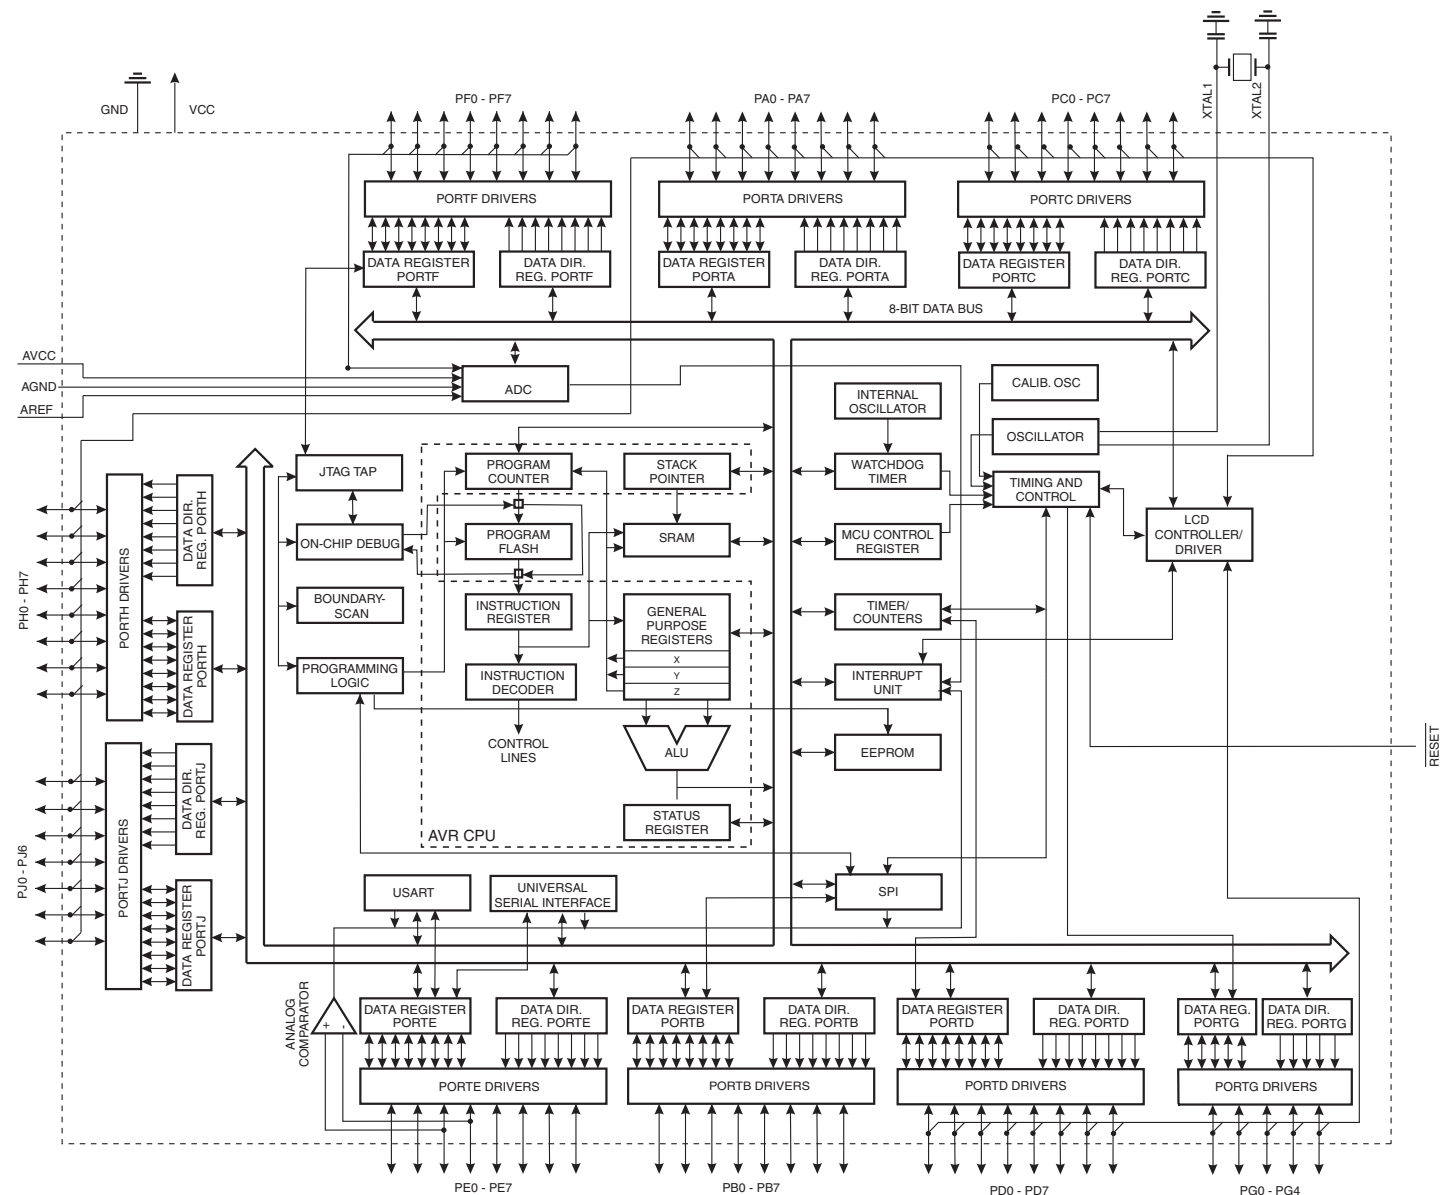 XTAL1
XTAL2
GND
VCC
PF0 - PF7
PA0 - PA7
PC0 - PC7
PORTF DRIVERS
PORTA DRIVERS
PORTC DRIVERS
DATA REGISTER
PORTF
DATA DIR.
REG. PORTF
DATA REGISTER
PORTA
DATA DIR.
REG. PORTA
DATA REGISTER
PORTC
DATA DIR.
REG. PORTC
8-BIT DATA BUS
AVCC
AGND
AREF
ADC
INTERNAL
OSCILLATOR
CALIB. OSC
OSCILLATOR
JTAG TAP
PROGRAM
COUNTER
STACK
POINTER
WATCHDOG
TIMER
TIMING AND
CONTROL
ON-CHIP DEBUG
PROGRAM
FLASH
SRAM
MCU CONTROL
REGISTER
LCD
CONTROLLER/
DRIVER
BOUNDARY-
SCAN
INSTRUCTION
REGISTER
GENERAL
PURPOSE
REGISTERS
X
Y
Z
TIMER/
COUNTERS
PROGRAMMING
LOGIC
INSTRUCTION
DECODER
INTERRUPT
UNIT
CONTROL
LINES
ALU
EEPROM
RESET
STATUS
REGISTER
AVR CPU
PH0 - PH7
PORTH DRIVERS
DATA DIR.
REG. PORTH
DATA REGISTER
PORTH
PJ0 - PJ6
PORTJ DRIVERS
DATA DIR.
REG. PORTJ
DATA REGISTER
PORTJ
USART
UNIVERSAL
SERIAL INTERFACE
SPI
ANALOG
COMPARATOR
+
-
DATA REGISTER
PORTE
DATA DIR.
REG. PORTE
DATA REGISTER
PORTB
DATA DIR.
REG. PORTB
DATA REGISTER
PORTD
DATA DIR.
REG. PORTD
DATA REG.
PORTG
DATA DIR.
REG. PORTG
PORTE DRIVERS
PORTB DRIVERS
PORTD DRIVERS
PORTG DRIVERS
PE0 - PE7
PB0 - PB7
PD0 - PD7
PG0 - PG4